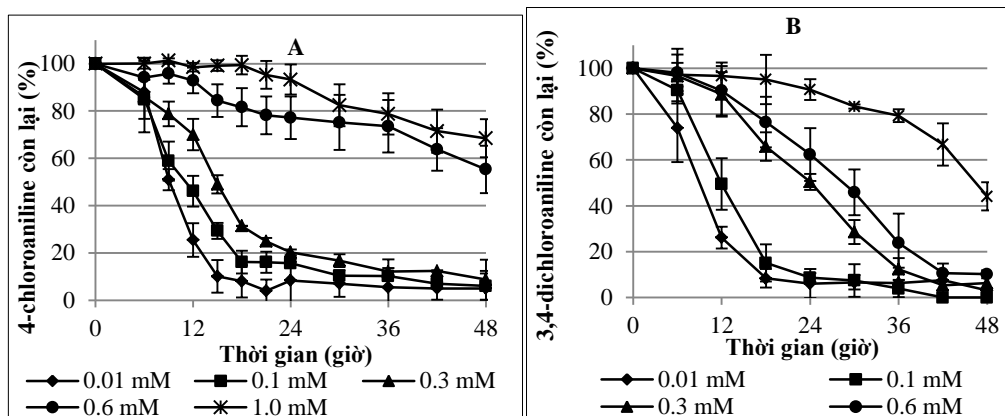 A
4-chloroaniline còn lại (%)
100
80
60
40
20
0
0 12 24 36 48
Thời gian (giờ)
0.01 mM 0.1 mM 0.3 mM
0.6 mM 1.0 mM
B
3,4-dichloroaniline còn lại (%)
100
80
60
40
20
0
0 12 24 36 48
Thời gian (giờ)
0.01 mM 0.1 mM
0.3 mM 0.6 mM